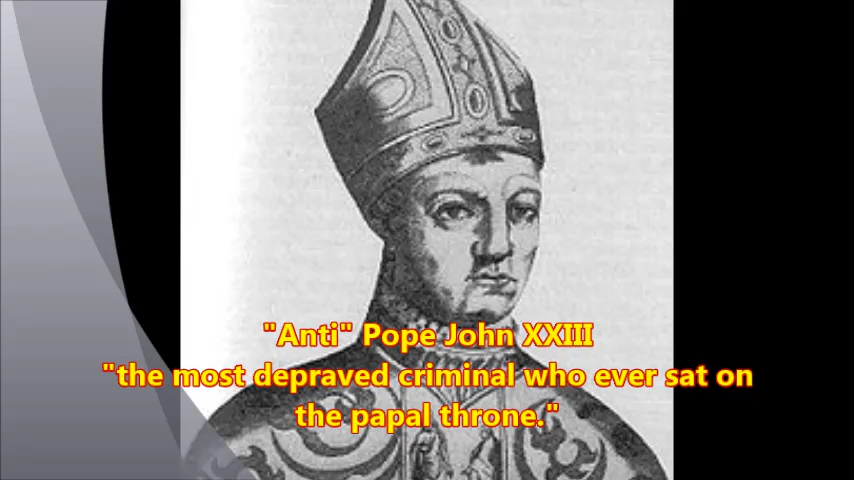 "Anti" Pope John XXIII
"the most depraved criminal who ever sat on
the papal throne."